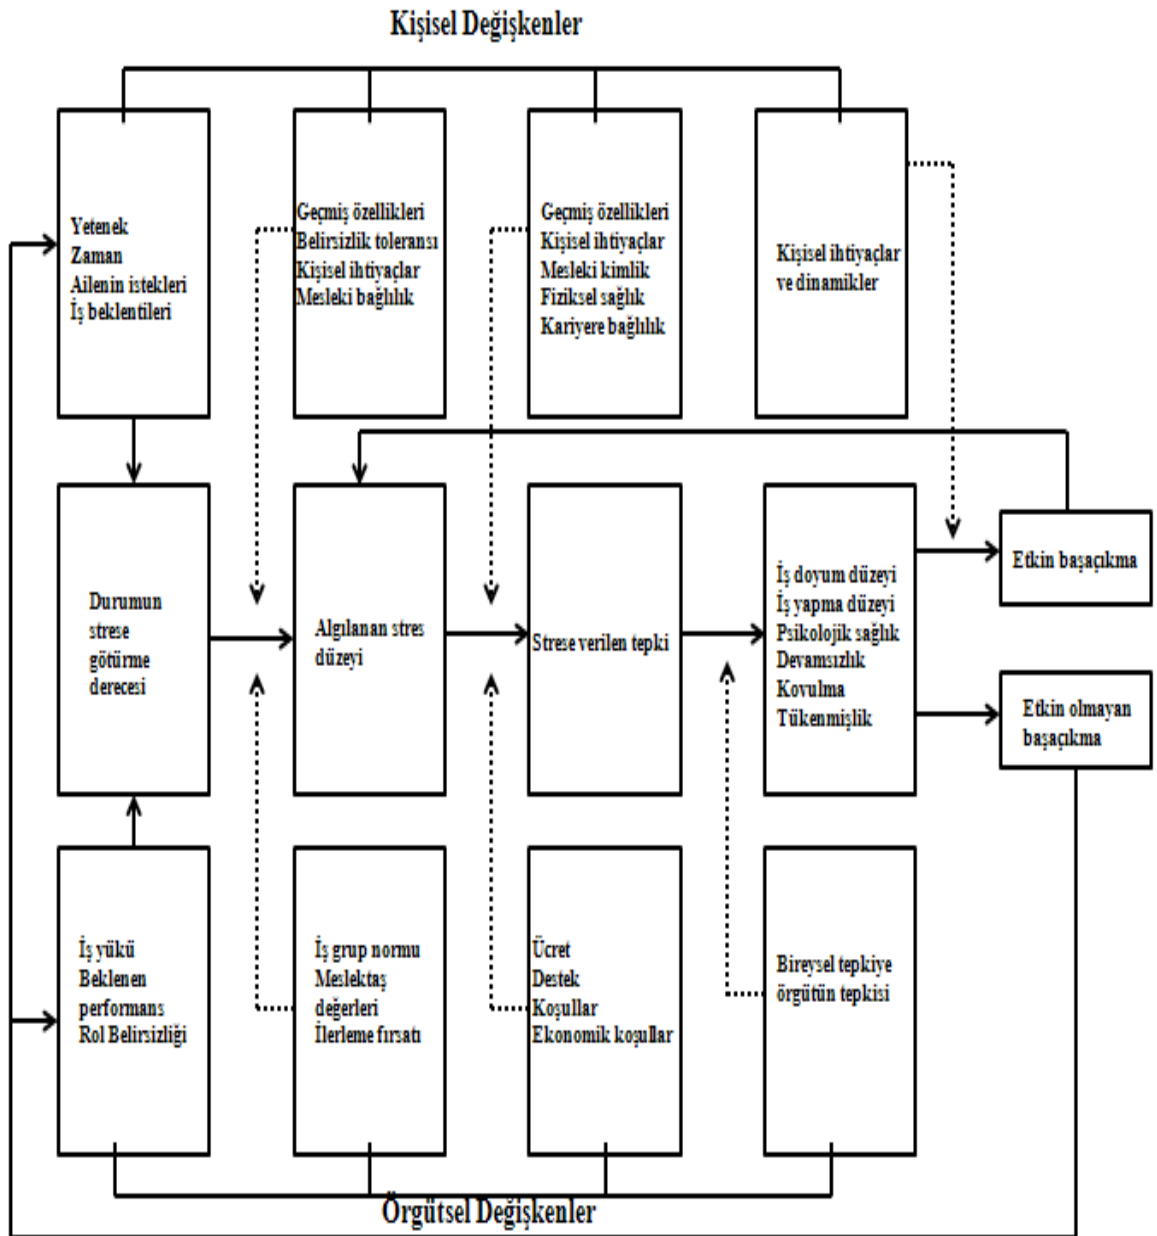 Kişisel Değişkenler
Yetenek
Zaman
Ailenin istekleri
İş beklentileri
Geçmiş özellikleri
Belirsizlik toleransı
Kişisel ihtiyaçlar
Mesleki bağlılık
Geçmiş özellikleri
Kişisel ihtiyaçlar
Mesleki kimlik
Fiziksel sağlık
Kariyere bağlılık
Kişisel ihtiyaçlar
ve dinamikler
Durumun
strese
götürme
derecesi
Algılanan stres
düzeyi
Strese verilen tepki
İş doyum düzeyi
İş yapma düzeyi
Psikolojik sağlık
Devamsızlık
Kovulma
Tükenmişlik
Etkin başaçıkma
Etkin olmayan
başaçıkma
İş yükü
Beklenen
performans
Rol Belirsizliği
İş grup normu
Meslektaş
değerleri
İlerleme fırsatı
Ücret
Destek
Koşullar
Ekonomik koşullar
Bireysel tepkiye
örgütün tepkisi
Örgütsel Değişkenler